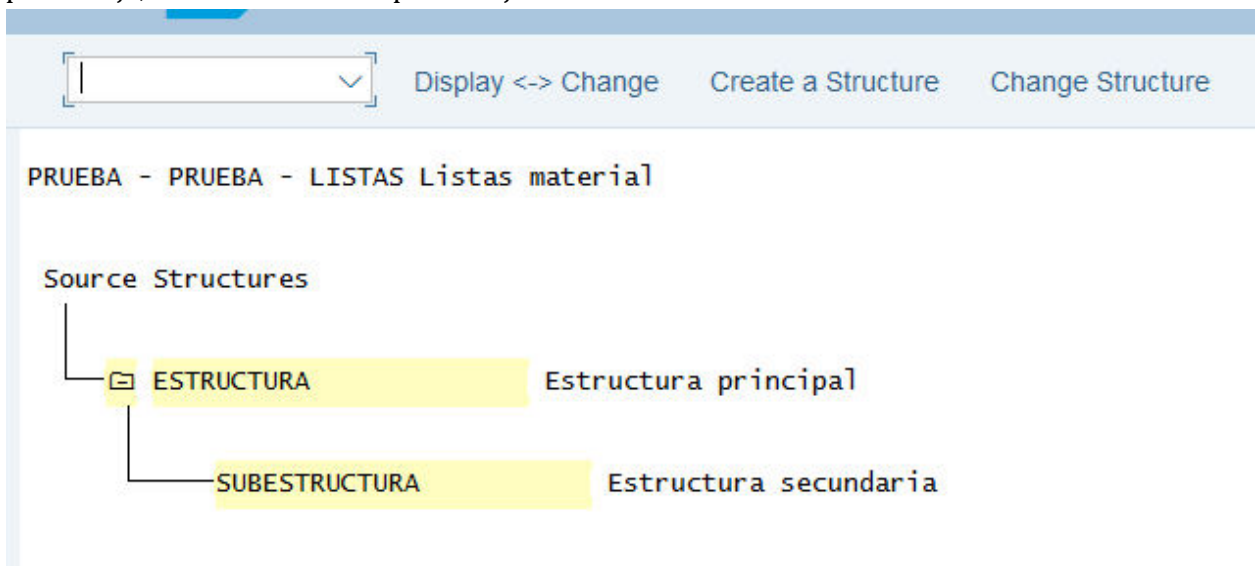 Display <-> Change Create a Structure Change Structure
PRUEBA - PRUEBA - LISTAS Listas material
Source Structures
ESTRUCTURA Estructura principal
SUBESTRUCTURA Estructura secundaria